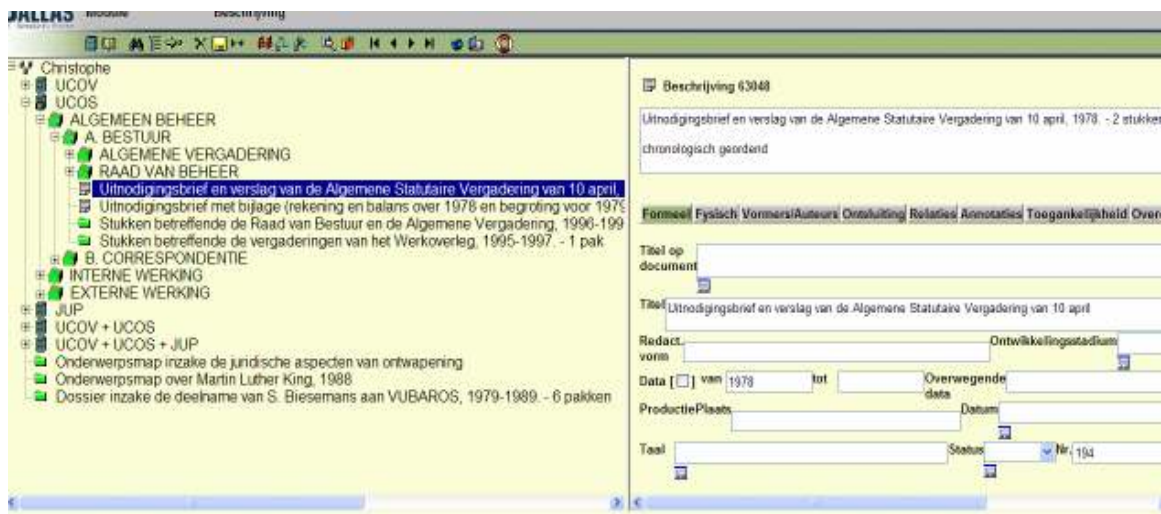 DALLAS Module Beschrijving
Christophe
UCOV
UCOS
ALGEMEEN BEHEER
A. BESTUUR
ALGEMENE VERGADERING
RAAD VAN BEHEER
Uitnodigingsbrief en verslag van de Algemene Statutaire Vergadering van 10 april,
Uitnodigingsbrief met bijlage (rekening en balans over 1978 en begroting voor 1979
Stukken betreffende de Raad van Bestuur en de Algemene Vergadering, 1996-199
Stukken betreffende de vergaderingen van het Werkoverleg, 1995-1997. - 1 pak
B. CORRESPONDENTIE
INTERNE WERKING
EXTERNE WERKING
JUP
UCOV + UCOS
UCOV + UCOS + JUP
Onderwerpsmap inzake de juridische aspecten van ontwapening
Onderwerpsmap over Martin Luther King, 1988
Dossier inzake de deelname van S. Biesemans aan VUBAROS, 1979-1989. - 6 pakken
Beschrijving 63048
Uitnodigingsbrief en verslag van de Algemene Statutaire Vergadering van 10 april, 1978. - 2 stukken
chronologisch geordend
Formeel Fysisch Vormers/Auteurs Ontsluiting Relaties Annotaties Toegankelijkheid Over
Titel op
document
Titel Uitnodigingsbrief en verslag van de Algemene Statutaire Vergadering van 10 april
Redact. Ontwikkelingsstadium
vorm
Data [ ] van 1978 tot Overwegende
data
ProductiePlaats Datum
Taal Status Nr. 194